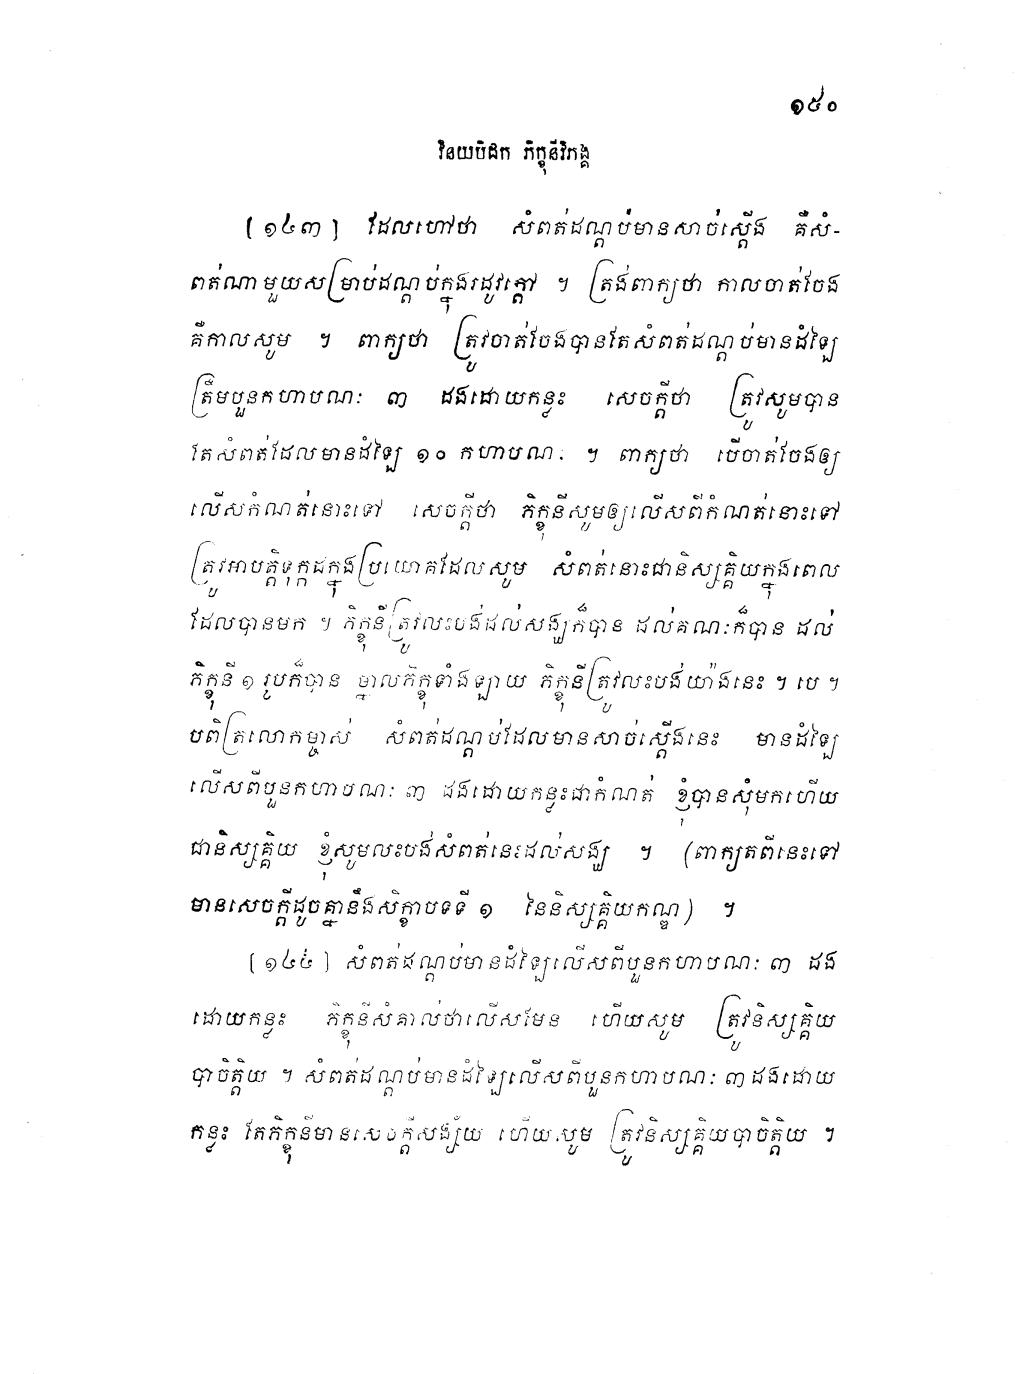 ១៥០
វិនយបិដក ភិក្ខុនីវិភង្គ
[១៤៣] ដែលហៅថា សំពត់ដណ្តប់មានសាច់ស្តើង គឺសំ-
ពត់ណាមួយសម្រាប់ដណ្តប់ក្នុងរដូវក្តៅ ។ ត្រង់ពាក្យថា កាលចាត់ចែង
គឺកាលសូម ។ ពាក្យថា ត្រូវចាត់ចែងបានតែសំពត់ដណ្តប់មានដំឡៃ
ត្រឹមបួនកហាបណៈ ៣ ដងដោយកន្លះ សេចក្តីថា ត្រូវសូមបាន
តែសំពត់ដែលមានដំឡៃ ១០ កហាបណៈ ។ ពាក្យថា បើចាត់ចែងឲ្យ
លើសកំណត់នោះទៅ សេចក្តីថា ភិក្ខុនីសូមឲ្យលើសពីកំណត់នោះទៅ
ត្រូវអាបត្តិទុក្កដក្នុងប្រយោគដែលសូម សំពត់នោះជានិស្សគ្គិយក្នុងពេល
ដែលបានមក ។ ភិក្ខុនីត្រូវលះបង់ដល់សង្ឃក៏បាន ដល់គណៈក៏បាន ដល់
ភិក្ខុនី ១ រូបក៏បាន ម្នាលភិក្ខុទាំងឡាយ ភិក្ខុនីត្រូវលះបង់យ៉ាងនេះ ។ បេ ។
បពិត្រលោកម្ចាស់ សំពត់ដណ្តប់ដែលមានសាច់ស្តើងនេះ មានដំឡៃ
លើសពីបួនកហាបណៈ ៣ ដងដោយកន្លះជាកំណត់ ខ្ញុំបានសុំមកហើយ
ជានិស្សគ្គិយ ខ្ញុំសូមលះបង់សំពត់នេះដល់សង្ឃ ។ (ពាក្យតពីនេះទៅ
មានសេចក្តីដូចគ្នានឹងសិក្ខាបទទី ១ នៃនិស្សគ្គិយកណ្ឌ) ។
[១៤៤] សំពត់ដណ្តប់មានដំឡៃលើសពីបួនកហាបណៈ ៣ ដង
ដោយកន្លះ ភិក្ខុនីសំគាល់ថាលើសមែន ហើយសូម ត្រូវនិស្សគ្គិយ
បាចិត្តិយ ។ សំពត់ដណ្តប់មានដំឡៃលើសពីបួនកហាបណៈ ៣ ដងដោយ
កន្លះ តែភិក្ខុនីមានសេចក្តីសង្ស័យ ហើយសូម ត្រូវនិស្សគ្គិយបាចិត្តិយ ។